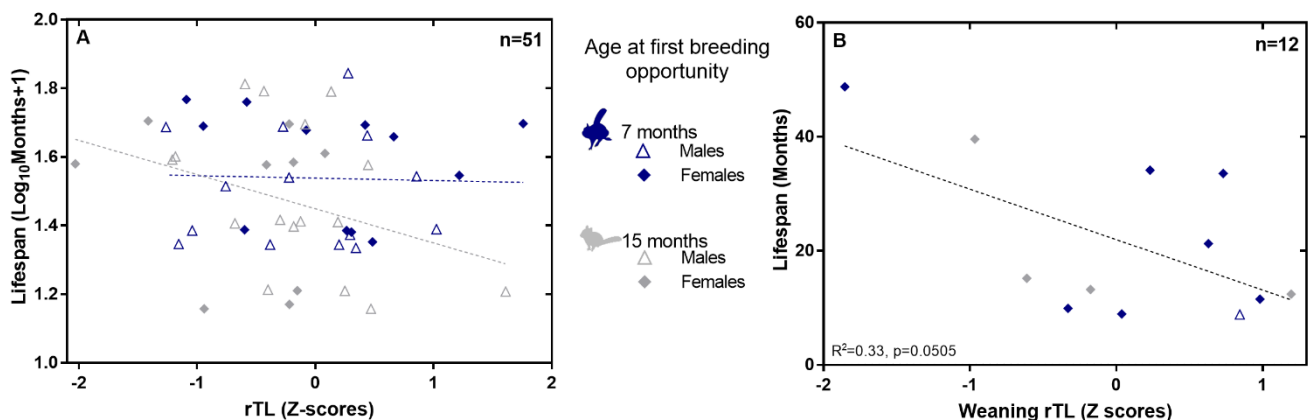 A
n=51
2.0
1.8
1.6
1.4
1.2
1.0
Lifespan (Log10Months+1)
-2
-1
0
1
2
rTL (Z-scores)
Age at first breeding
opportunity
7 months
Males
Females
15 months
Males
Females
B
n=12
60
40
20
0
Lifespan (Months)
R²=0.33, p=0.0505
-2
-1
0
1
Weaning rTL (Z scores)